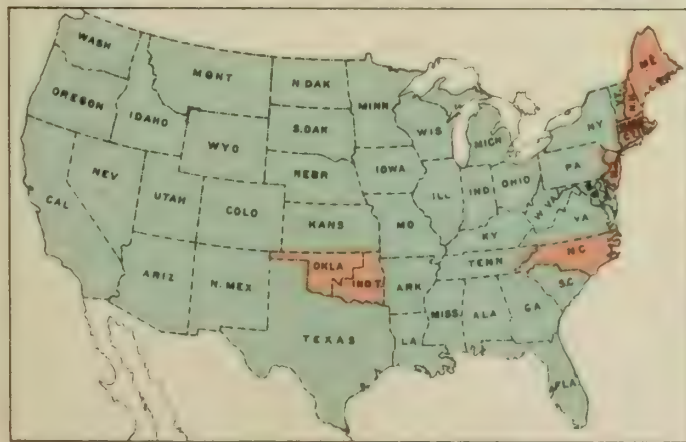 WASH
MONT
N.DAK
MINN
ME
OREGON
IDAHO
WYO
S.DAK
WIS
MICH
NY
NEV
UTAH
COLO
NEBR
IOWA
ILL
IND
OHIO
PA
CAL
KANS
MO
W VA
VA
KY
ARIZ
N. MEX
OKLA
IND T.
ARK
TENN
N C
S.C
TEXAS
LA
MISS
ALA
GA
FLA